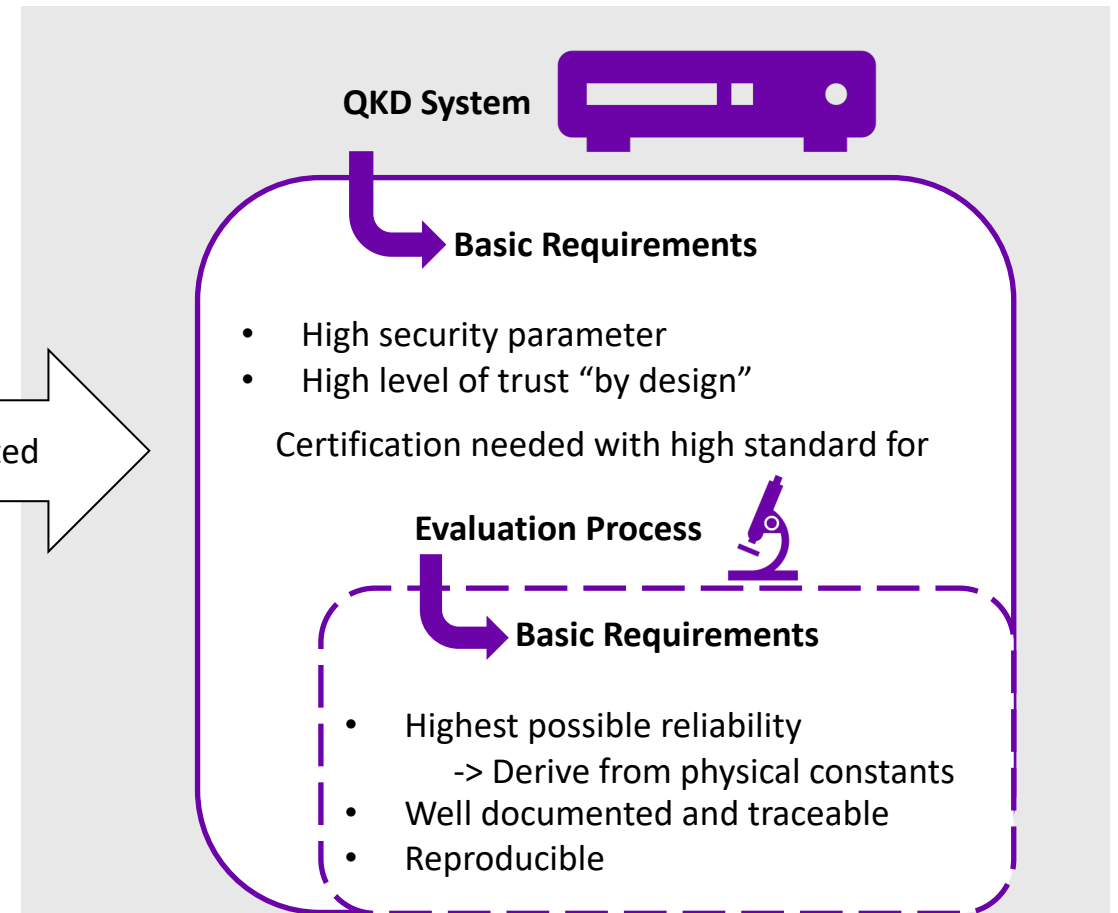 QKD System
Basic Requirements
• High security parameter
• High level of trust “by design”
Certification needed with high standard for
Evaluation Process
Basic Requirements
• Highest possible reliability
-> Derive from physical constants
• Well documented and traceable
• Reproducible